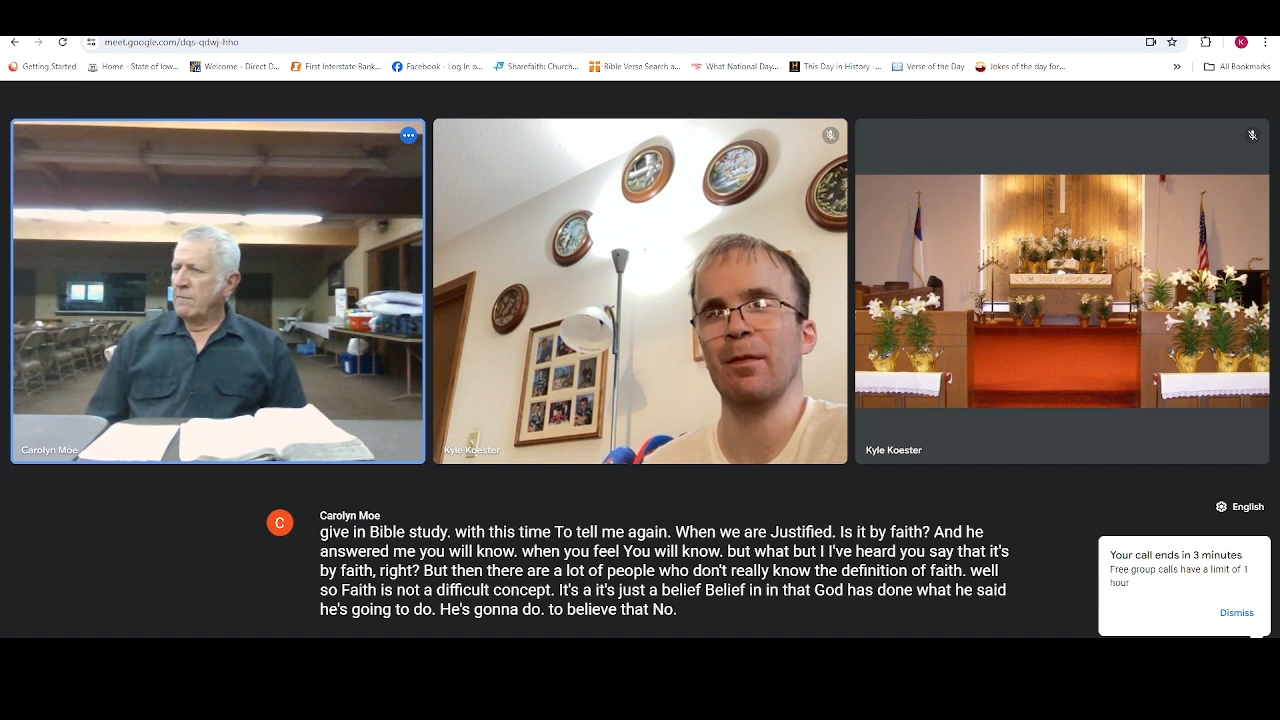 meet.google.com/dqs-qdwj-hho
Getting Started
Home - State of Iow...
Welcome - Direct D...
First Interstate Bank...
Facebook - Log In o...
Sharefaith: Church...
Bible Verse Search a...
What National Day...
This Day in History -...
Verse of the Day
Jokes of the day for...
»
All Bookmarks
K
Carolyn Moe
Kyle Koester
Kyle Koester
English
C
Carolyn Moe
give in Bible study. with this time To tell me again. When we are Justified. Is it by faith? And he
answered me you will know. when you feel You will know. but what but I I've heard you say that it's
by faith, right? But then there are a lot of people who don't really know the definition of faith. well
so Faith is not a difficult concept. It's a it's just a belief Belief in in that God has done what he said
he's going to do. He's gonna do. to believe that No.
Your call ends in 3 minutes
Free group calls have a limit of 1
hour
Dismiss